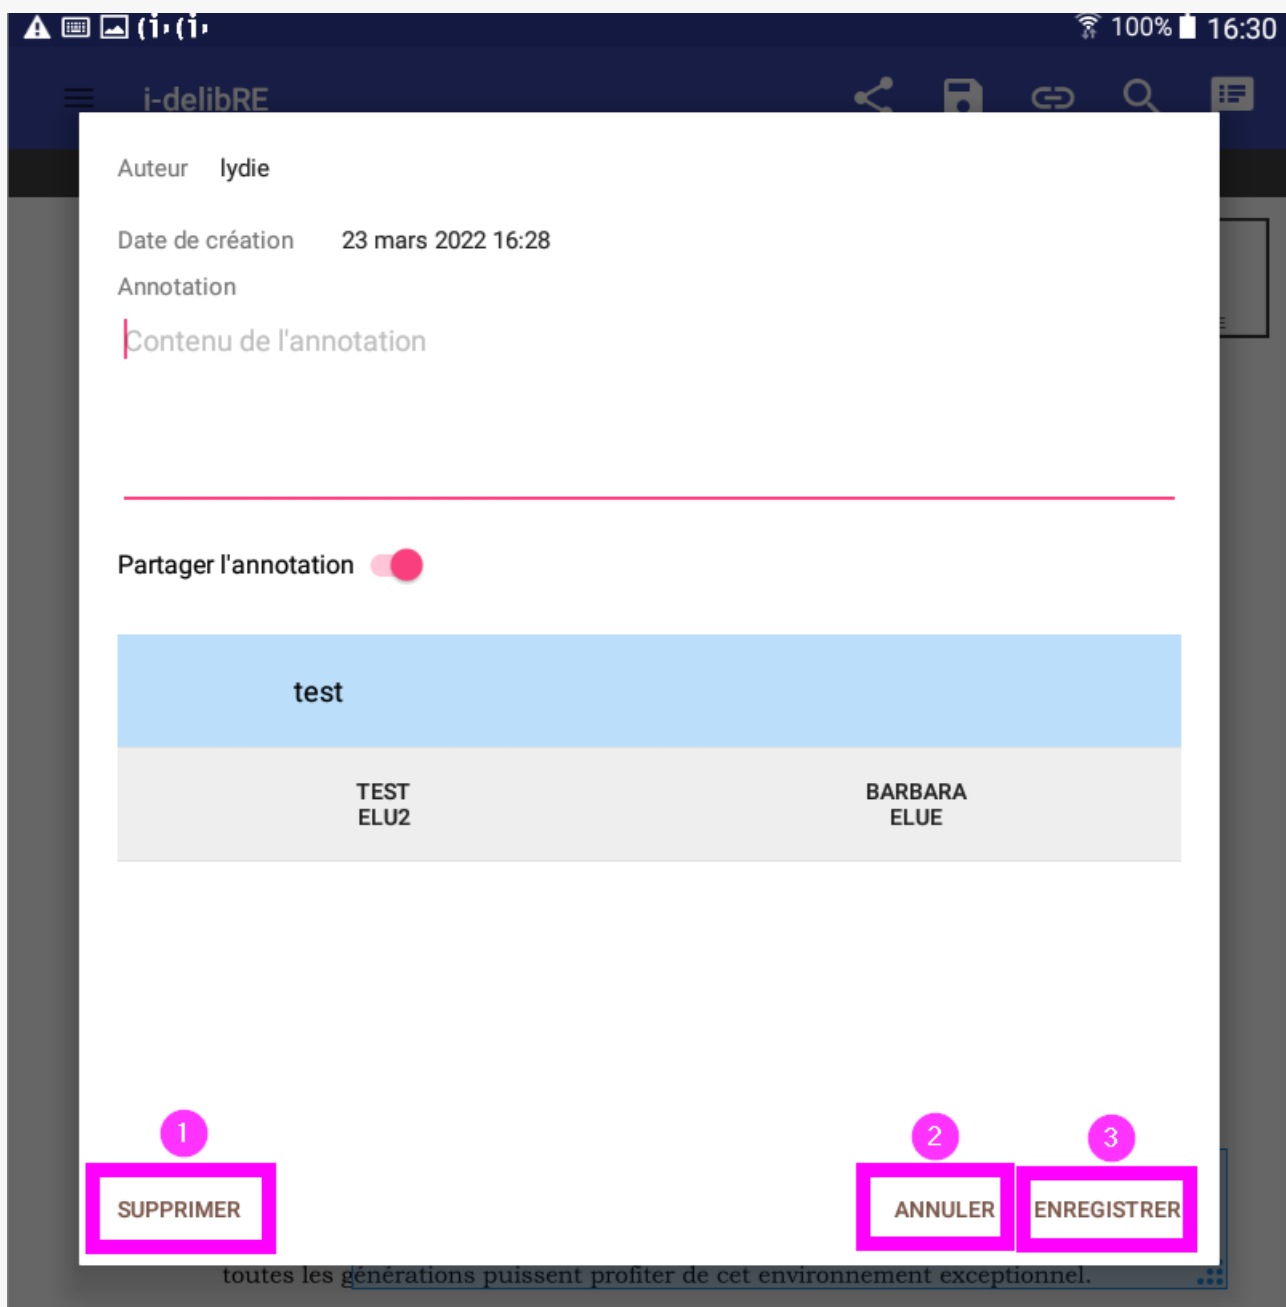 100% 16:30
i-delibRE
Auteur lydie
Date de création 23 mars 2022 16:28
Annotation
Contenu de l'annotation
E
Partager l'annotation
test
TEST BARBARA
ELU2 ELUE
1 2 3
SUPPRIMER ANNULER ENREGISTRER
toutes les générations puissent profiter de cet environnement exceptionnel.